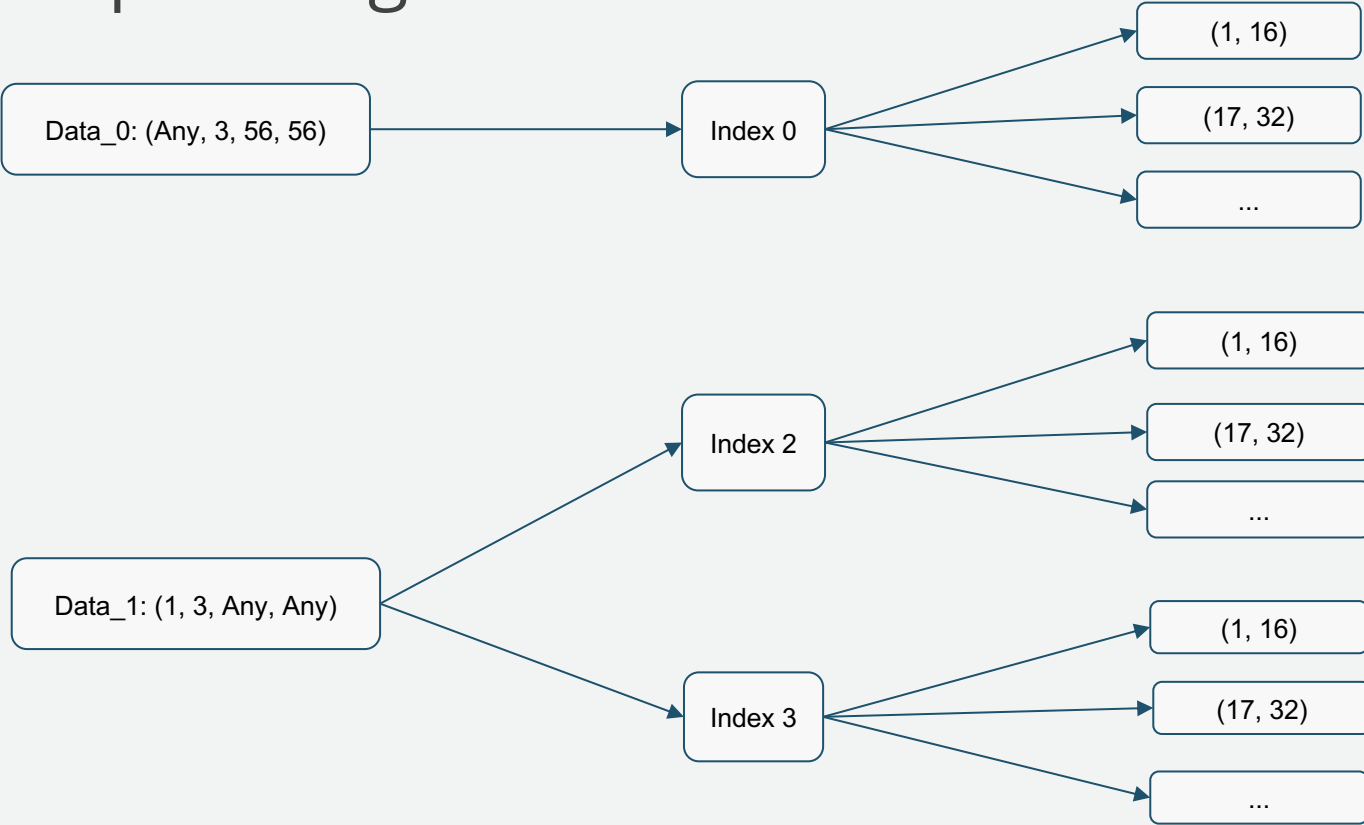 (1, 16)
Data_0: (Any, 3, 56, 56)
Index 0
(17, 32)
...
(1, 16)
Index 2
(17, 32)
...
Data_1: (1, 3, Any, Any)
(1, 16)
Index 3
(17, 32)
...